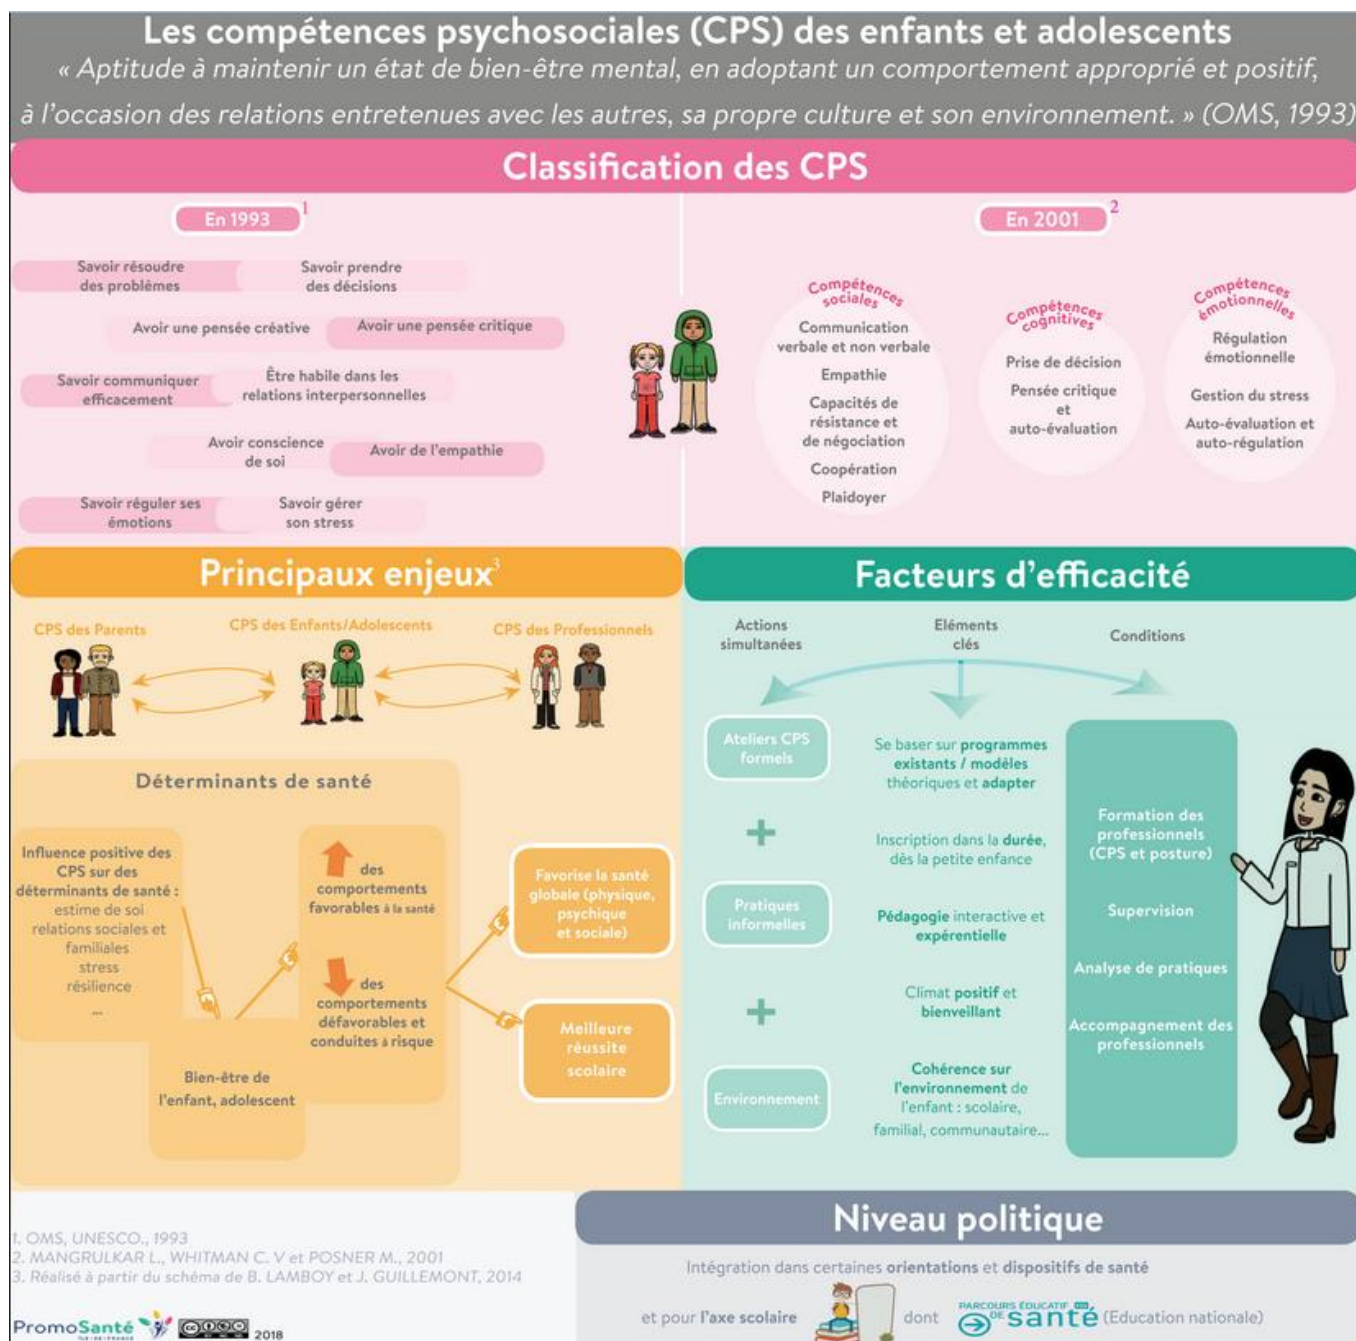 Les compétences psychosociales (CPS) des enfants et adolescents
« Aptitude à maintenir un état de bien-être mental, en adoptant un comportement approprié et positif,
à l'occasion des relations entretenues avec les autres, sa propre culture et son environnement. » (OMS, 1993)
Classification des CPS
En 1993 1
Savoir résoudre
des problèmes
Savoir prendre
des décisions
Avoir une pensée créative
Avoir une pensée critique
Savoir communiquer
efficacement
Être habile dans les
relations interpersonnelles
Avoir conscience
de soi
Avoir de l'empathie
Savoir réguler ses
émotions
Savoir gérer
son stress
En 2001 2
Compétences
sociales
Communication
verbale et non verbale
Empathie
Capacités de
résistance et
de négociation
Coopération
Plaidoyer
Compétences
cognitives
Prise de décision
Pensée critique
et
auto-évaluation
Compétences
émotionnelles
Régulation
émotionnelle
Gestion du stress
Auto-évaluation et
auto-régulation
Principaux enjeux3
CPS des Parents
CPS des Enfants/Adolescents
CPS des Professionnels
Déterminants de santé
Influence positive des
CPS sur des
déterminants de santé :
estime de soi
relations sociales et
familiales
stress
résilience
...
Bien-être de
l'enfant, adolescent
des
comportements
favorables à la santé
des
comportements
défavorables et
conduites à risque
Favorise la santé
globale (physique,
psychique
et sociale)
Meilleure
réussite
scolaire
Facteurs d'efficacité
Actions
simultanées
Ateliers CPS
formels
+
Pratiques
informelles
+
Environnement
Eléments
clés
Se baser sur programmes
existants / modèles
théoriques et adapter
Inscription dans la durée,
dès la petite enfance
Pédagogie interactive et
expérentielle
Climat positif et
bienveillant
Cohérence sur
l'environnement de
l'enfant : scolaire,
familial, communautaire...
Conditions
Formation des
professionnels
(CPS et posture)
Supervision
Analyse de pratiques
Accompagnement des
professionnels
1. OMS, UNESCO., 1993
2. MANGRULKAR L., WHITMAN C. V et POSNER M., 2001
3. Réalisé à partir du schéma de B. LAMBOY et J. GUILLEMONT, 2014
PromoSanté
ÎLE-DE-FRANCE
2018
Niveau politique
Intégration dans certaines orientations et dispositifs de santé
et pour l'axe scolaire
dont
PARCOURS ÉDUCATIF
DE santé (Education nationale)